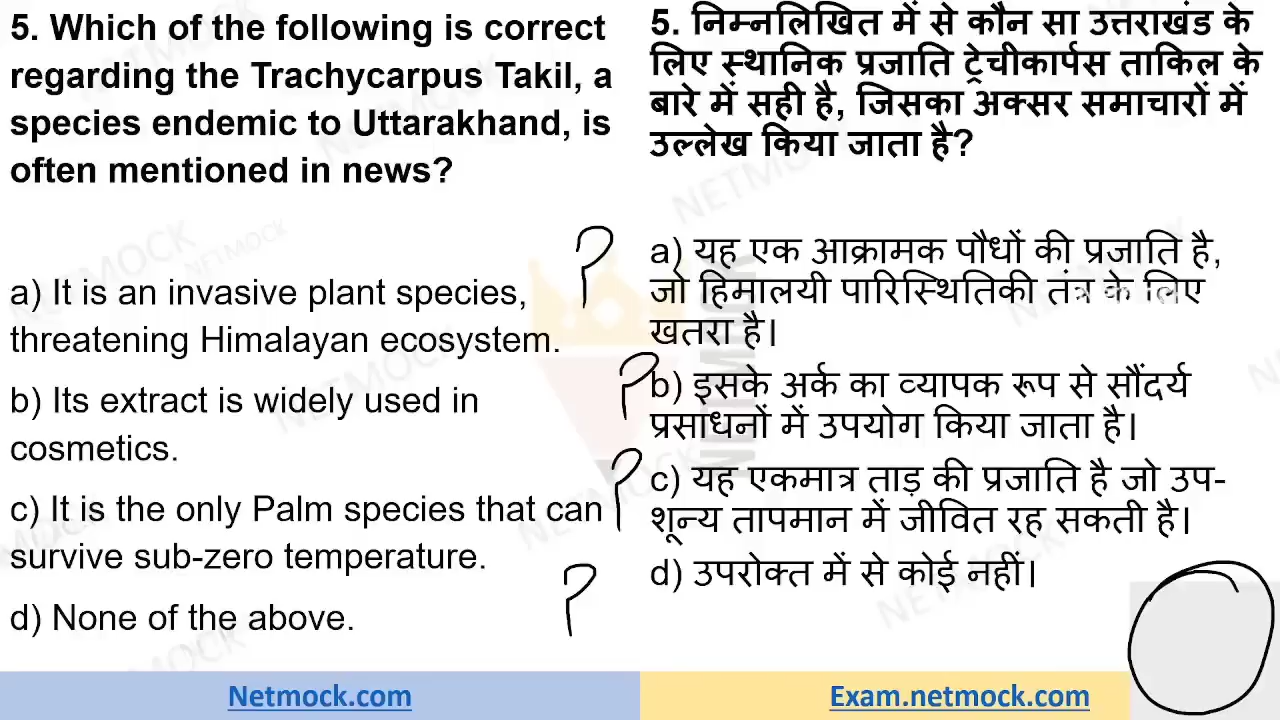 5. Which of the following is correct
regarding the Trachycarpus Takil, a
species endemic to Uttarakhand, is
often mentioned in news?
a) It is an invasive plant species,
threatening Himalayan ecosystem.
b) Its extract is widely used in
cosmetics.
c) It is the only Palm species that can
survive sub-zero temperature.
d) None of the above.
5. निम्नलिखित में से कौन सा उत्तराखंड के
लिए स्थानिक प्रजाति ट्रेचीकार्पस ताकिल के
बारे में सही है, जिसका अक्सर समाचारों में
उल्लेख किया जाता है?
a) यह एक आक्रामक पौधों की प्रजाति है,
जो हिमालयी पारिस्थितिकी तंत्र के लिए
खतरा है।
b) इसके अर्क का व्यापक रूप से सौंदर्य
प्रसाधनों में उपयोग किया जाता है।
c) यह एकमात्र ताड़ की प्रजाति है जो उप-
शून्य तापमान में जीवित रह सकती है।
d) उपरोक्त में से कोई नहीं।
Netmock.com
Exam.netmock.com